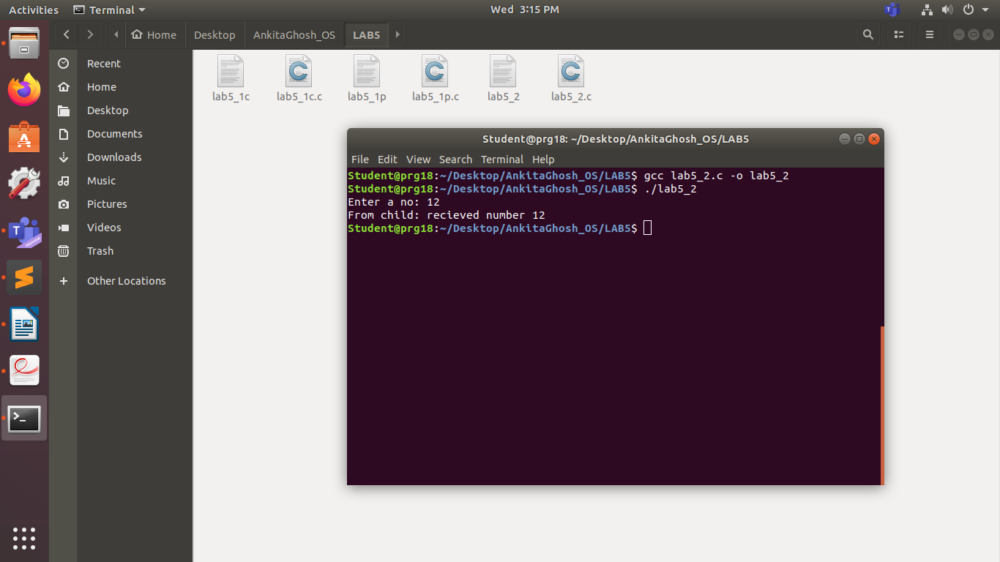 Activities Terminal Wed 3:15 PM
Home Desktop AnkitaGhosh_OS LAB5
Recent
Home
Desktop
Documents
Downloads
Music
Pictures
Videos
Trash
Other Locations
lab5_1c lab5_1c.c lab5_1p lab5_1p.c lab5_2 lab5_2.c
Student@prg18: ~/Desktop/AnkitaGhosh_OS/LAB5
File Edit View Search Terminal Help
Student@prg18:~/Desktop/AnkitaGhosh_OS/LAB5$ gcc lab5_2.c -o lab5_2
Student@prg18:~/Desktop/AnkitaGhosh_OS/LAB5$ ./lab5_2
Enter a no: 12
From child: recieved number 12
Student@prg18:~/Desktop/AnkitaGhosh_OS/LAB5$
T PREVIEW